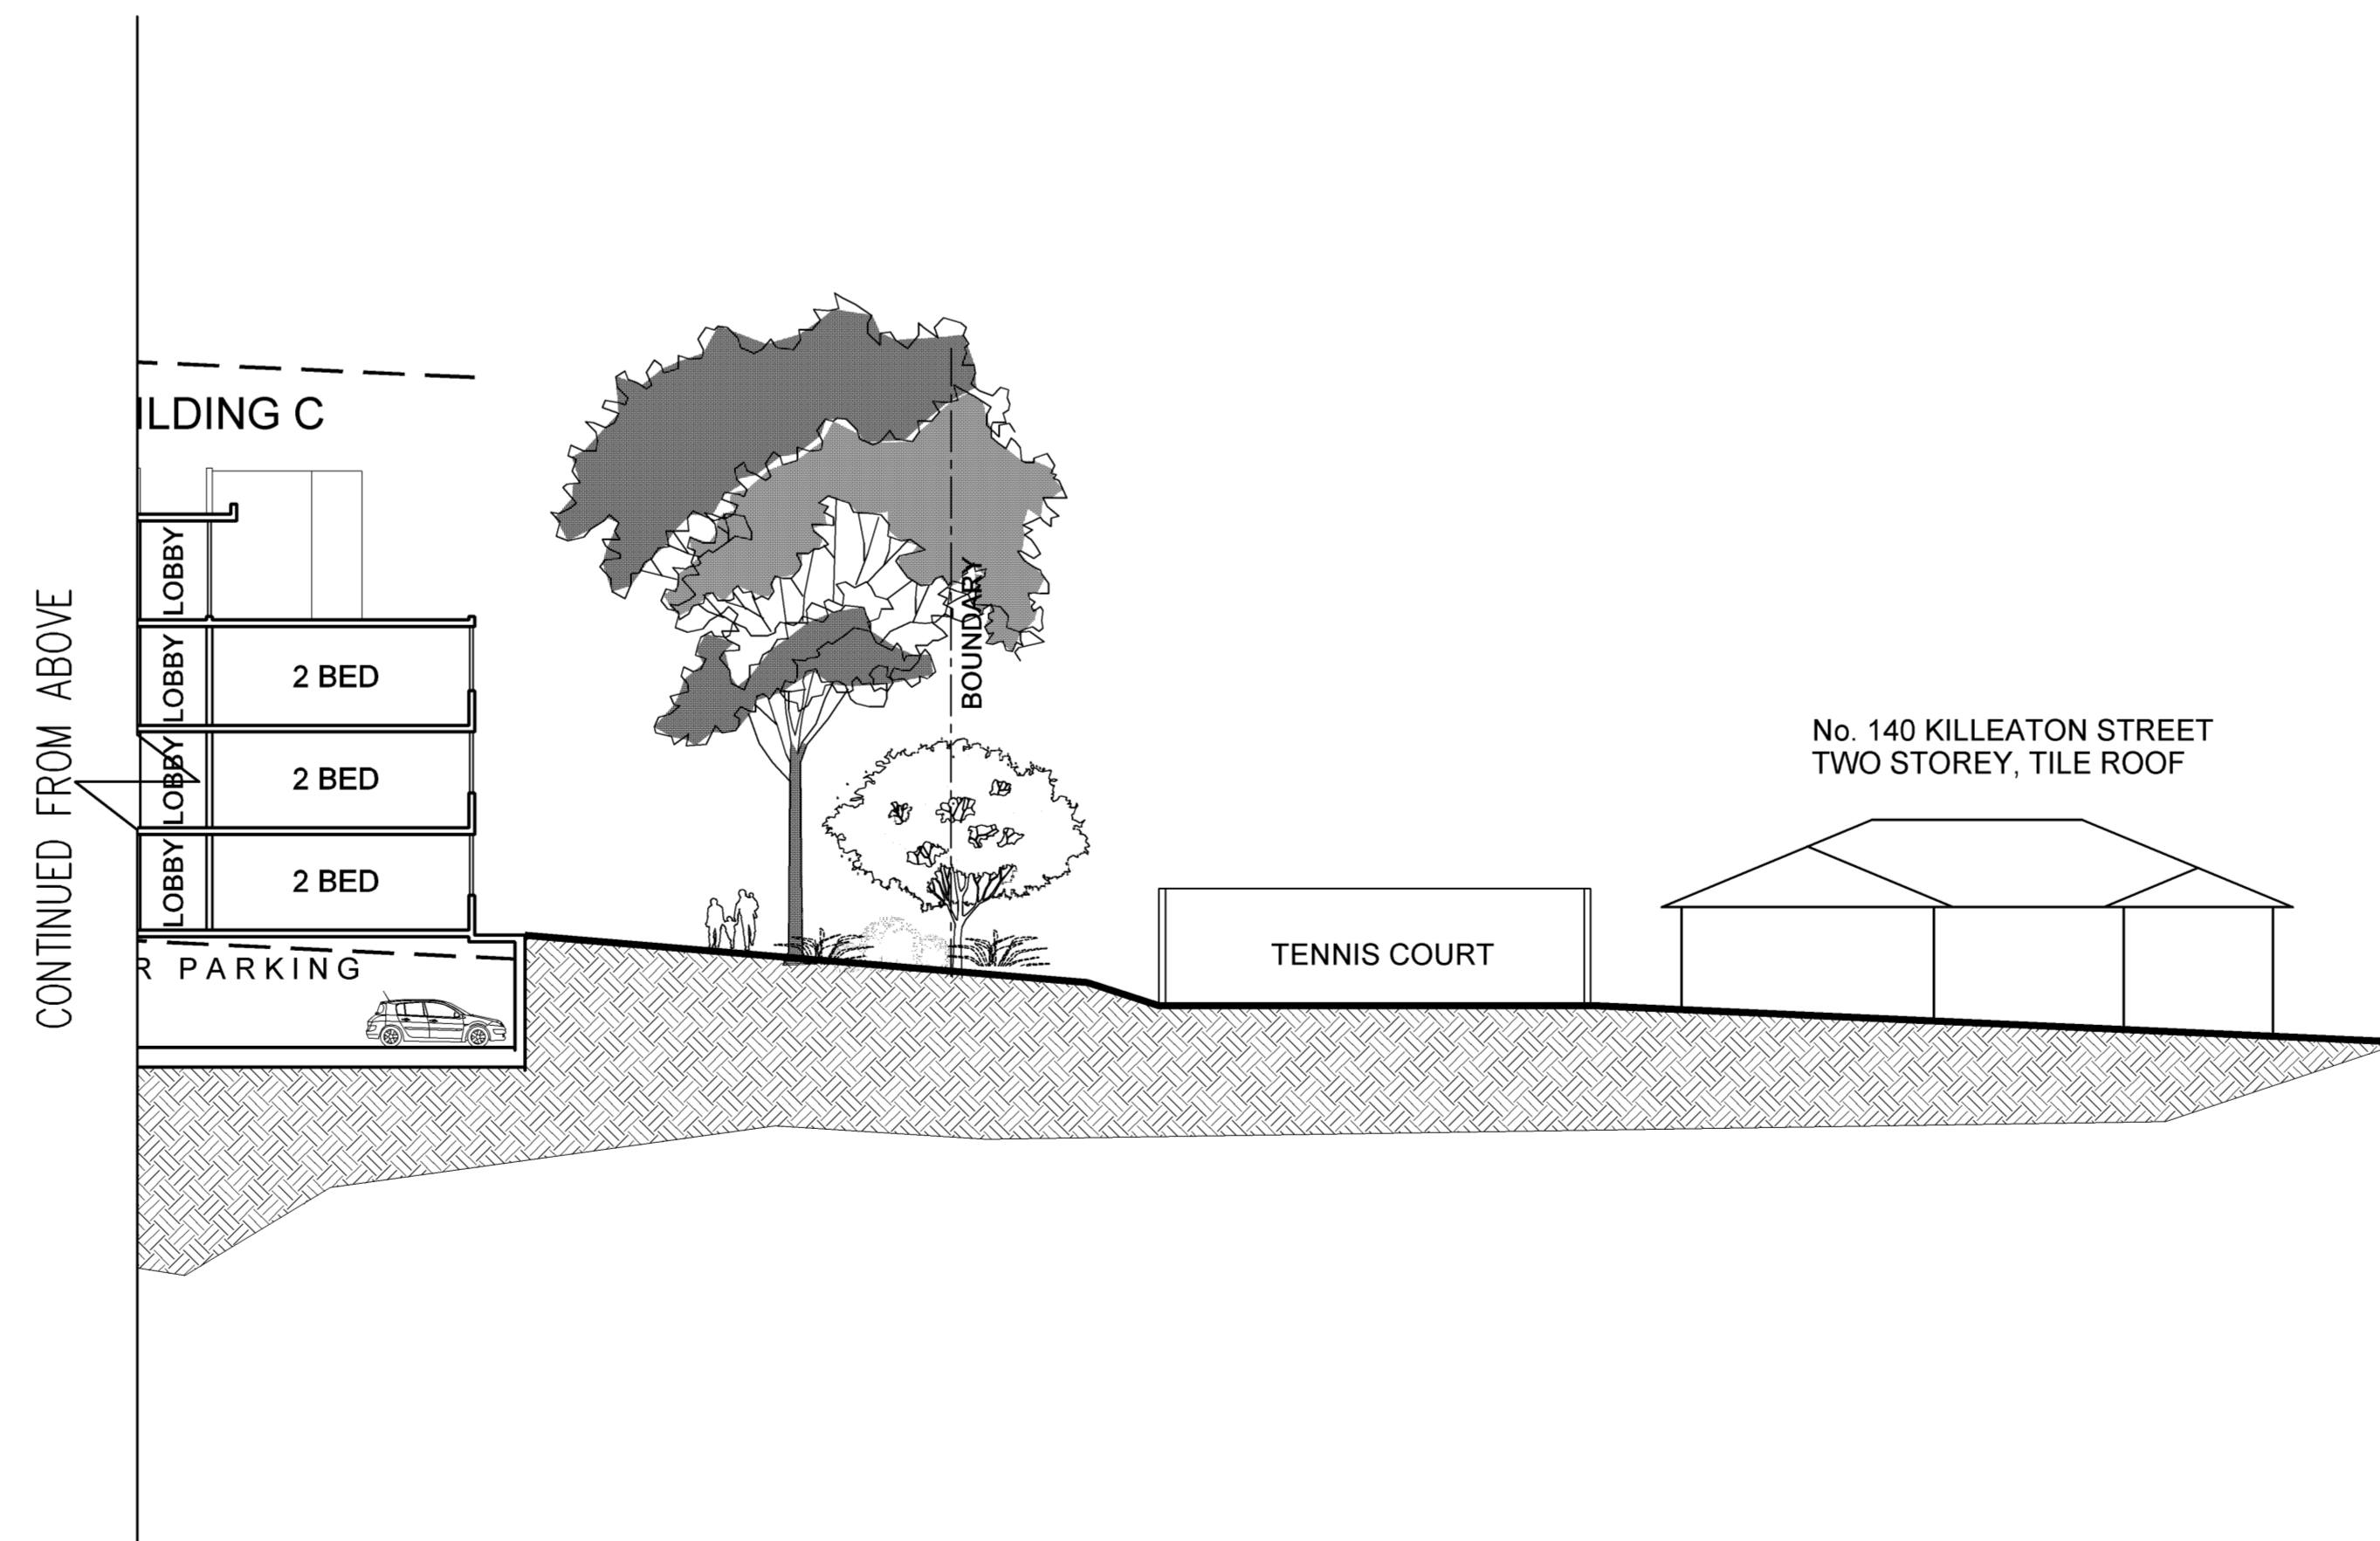 CONTINUED FROM ABOVE
ILDING C
LOBBY
LOBBY
2 BED
LOBBY
2 BED
LOBBY
2 BED
R PARKING
BOUNDARY
TENNIS COURT
No. 140 KILLEATON STREET
TWO STOREY, TILE ROOF